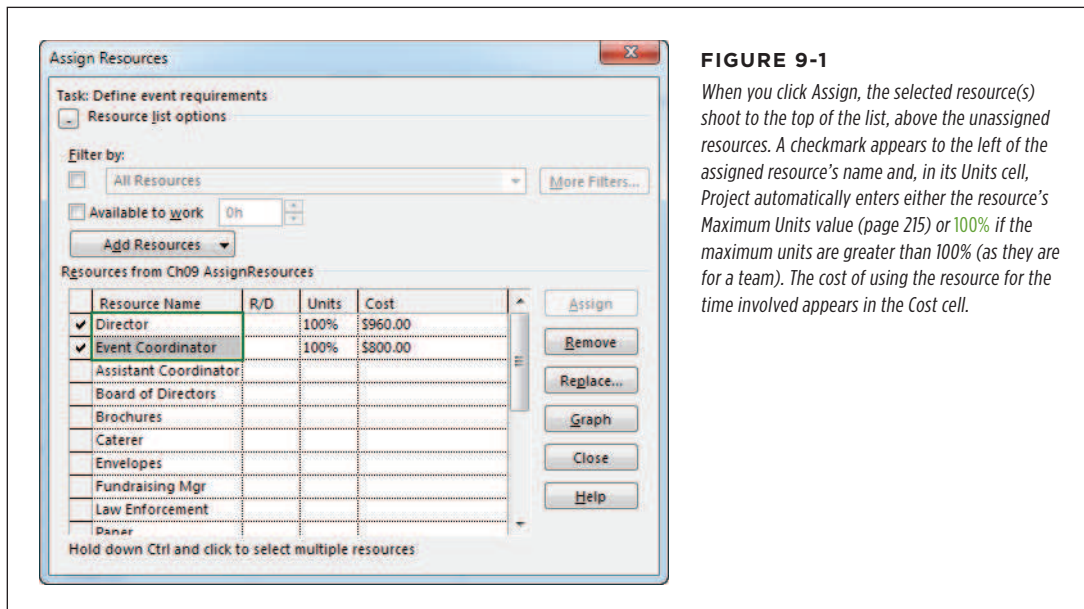 Assign Resources
X
Task: Define event requirements
- Resource list options
Filter by:
All Resources
More Filters...
Available to work 0h
Add Resources
Resources from Ch09 AssignResources
Resource Name R/D Units Cost
Director 100% $960.00
Event Coordinator 100% $800.00
Assistant Coordinator
Board of Directors
Brochures
Caterer
Envelopes
Fundraising Mgr
Law Enforcement
Paper
Assign
Remove
Replace...
Graph
Close
Help
Hold down Ctrl and click to select multiple resources
FIGURE 9-1
When you click Assign, the selected resource(s)
shoot to the top of the list, above the unassigned
resources. A checkmark appears to the left of the
assigned resource's name and, in its Units cell,
Project automatically enters either the resource's
Maximum Units value (page 215) or 100% if the
maximum units are greater than 100% (as they are
for a team). The cost of using the resource for the
time involved appears in the Cost cell.